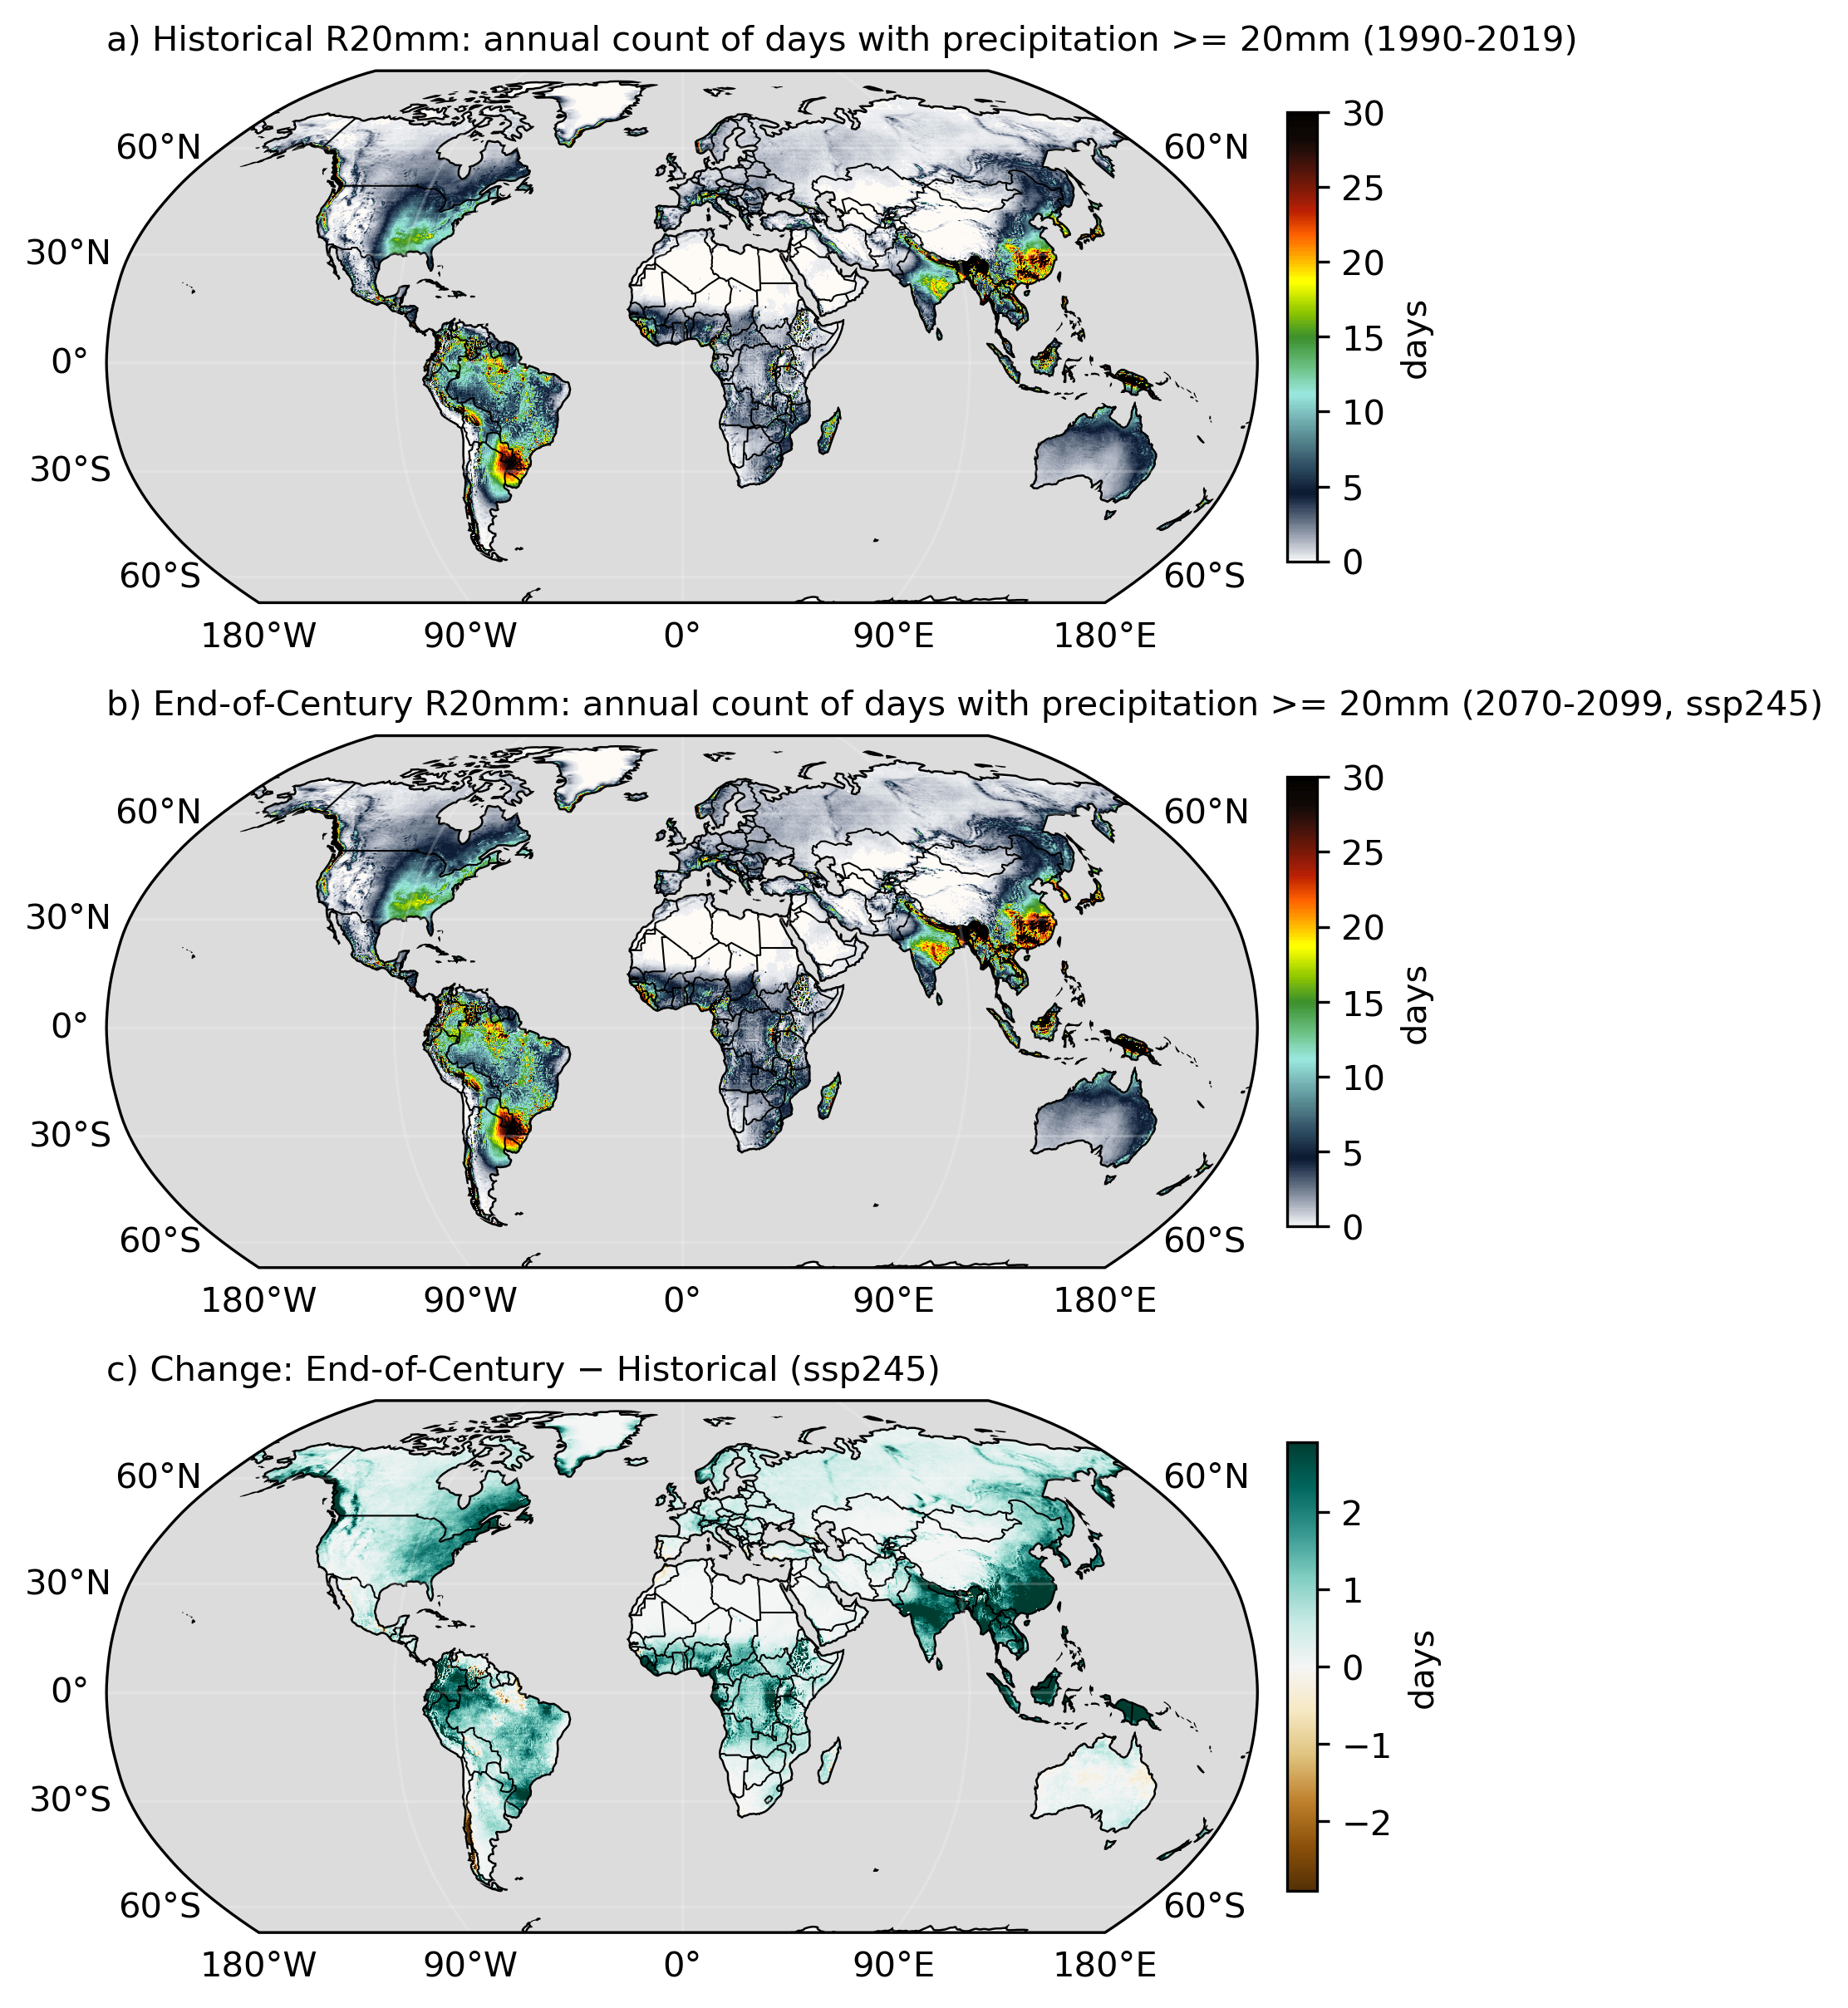 a) Historical R20mm: annual count of days with precipitation >= 20mm (1990-2019)
60°N
60°N
30°N
0°
30°S
60°S
60°S
180°W
90°W
0°
90°E
180°E
30
25
20
15
10
5
0
days
b) End-of-Century R20mm: annual count of days with precipitation >= 20mm (2070-2099, ssp245)
60°N
60°N
30°N
0°
30°S
60°S
60°S
180°W
90°W
0°
90°E
180°E
30
25
20
15
10
5
0
days
c) Change: End-of-Century − Historical (ssp245)
60°N
60°N
30°N
0°
30°S
60°S
60°S
180°W
90°W
0°
90°E
180°E
2
1
0
−1
−2
days